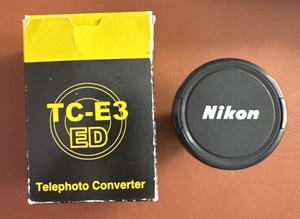 TC-E3
ED
Telephoto Converter
Nikon